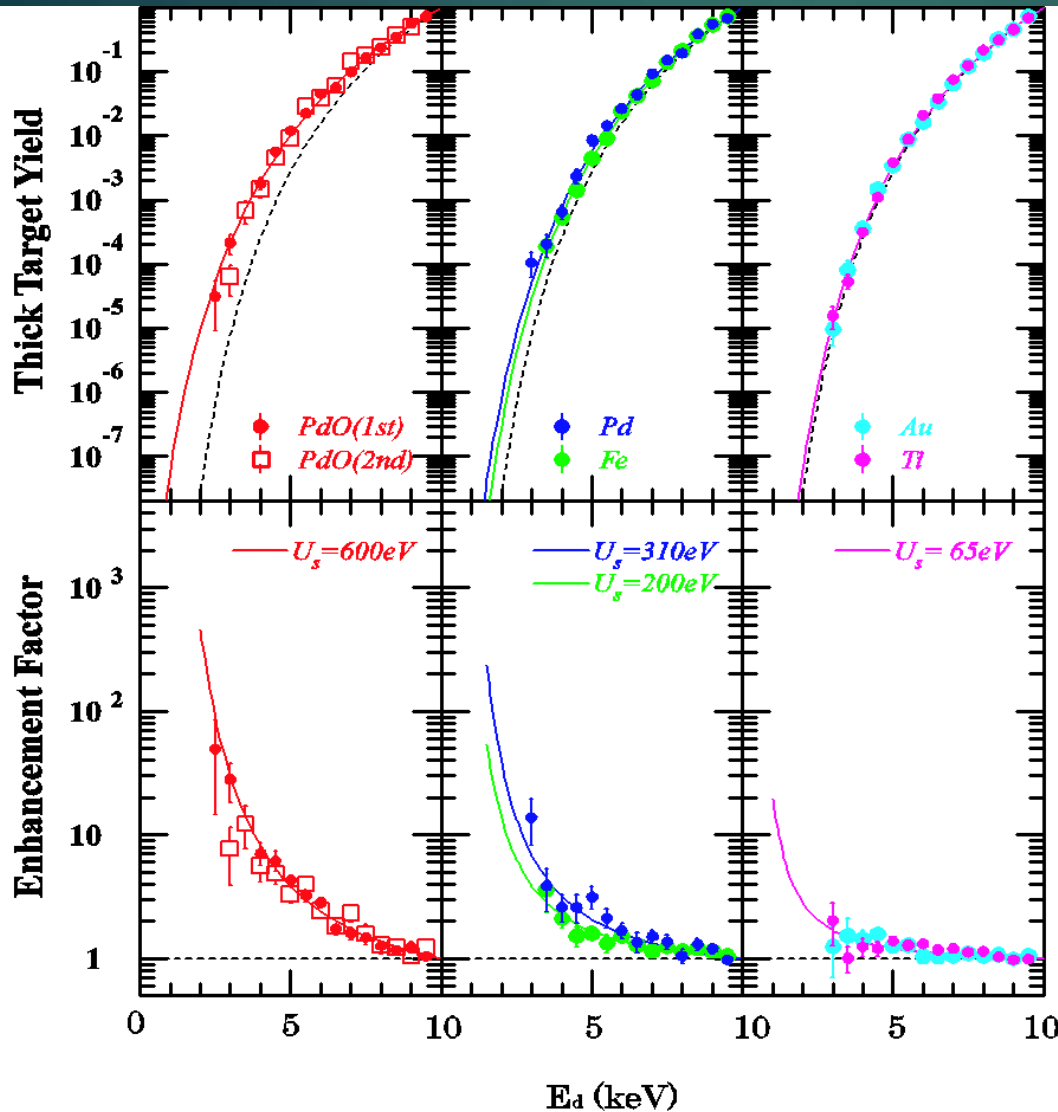 Thick Target Yield
10^-1
10^-2
10^-3
10^-4
10^-5
10^-6
10^-7
PdO(1st)
PdO(2nd)
Pd
Fe
Au
Ti
Enhancement Factor
10^3
10^2
10
1
U_s=600eV
U_s=310eV
U_s=200eV
U_s= 65eV
0 5 10 5 10 5 10
E_d (keV)